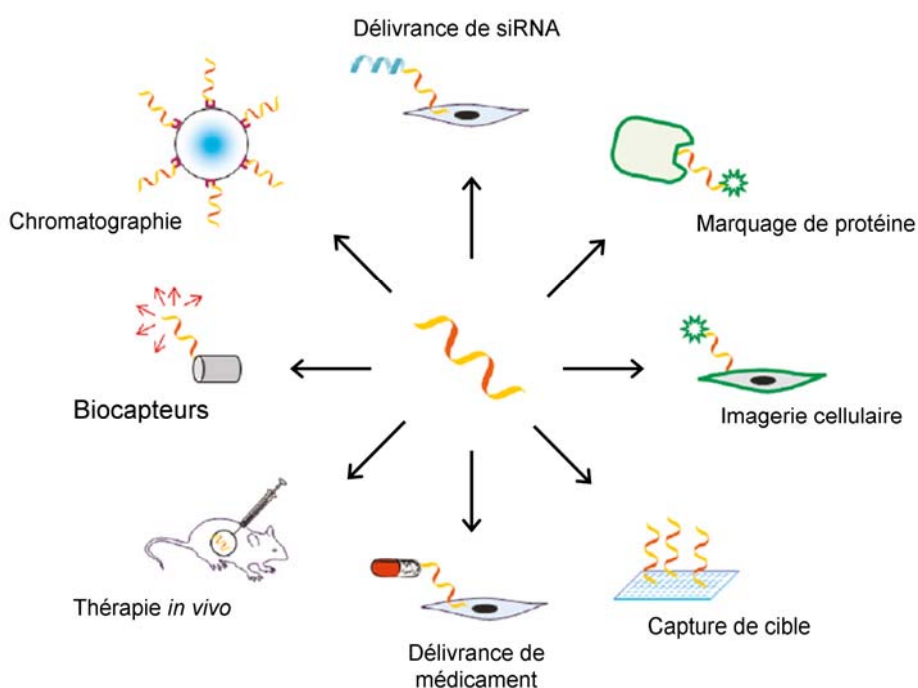 Délivrance de siRNA
Chromatographie
Marquage de protéine
Biocapteurs
Imagerie cellulaire
Thérapie in vivo
Capture de cible
Délivrance de
médicament